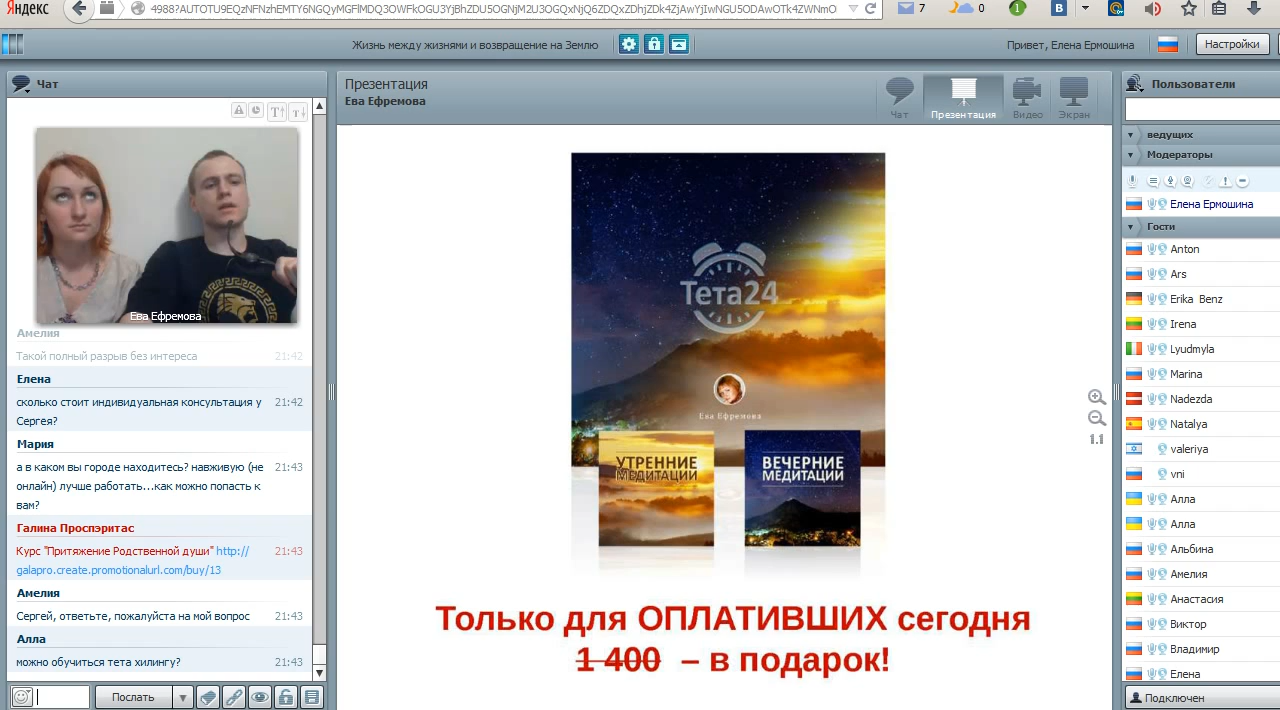 Яндекс
7
0
1
B
Жизнь между жизнями и возвращение на Землю
Привет, Елена Ермошина
Настройки
Чат
Ева Ефремова
Амелия
Такой полный разрыв без интереса 21:42
Елена
Сколько стоит индивидуальная консультация у 21:42
Сергея?
Мария
а в каком вы городе находитесь? навживую (не 21:43
онлайн) проработать...как можно попасть к
вам?
Галина Проспэритас
Курс "Притяжение Родственной души" http:// 21:43
galapro.create.promotionalurl.com/buy/13
Амелия
Сергей, ответьте, пожалуйста на мой вопрос 21:43
Алла
можно обучиться тета хилингу? 21:43
Послать
Презентация
Ева Ефремова
Чат
Презентация
Видео
Экран
Тета24
Ева Ефремова
УТРЕННИЕ
МЕДИТАЦИИ
ВЕЧЕРНИЕ
МЕДИТАЦИИ
1.1
Только для ОПЛАТИВШИХ сегодня
1 400 – в подарок!
Пользователи
ведущих
Модераторы
Елена Ермошина
Гости
Anton
Ars
Erika Benz
Irena
Lyudmyla
Marina
Nadezda
Natalya
valeriya
vni
Алла
Алла
Альбина
Амелия
Анастасия
Виктор
Владимир
Елена
Подключен